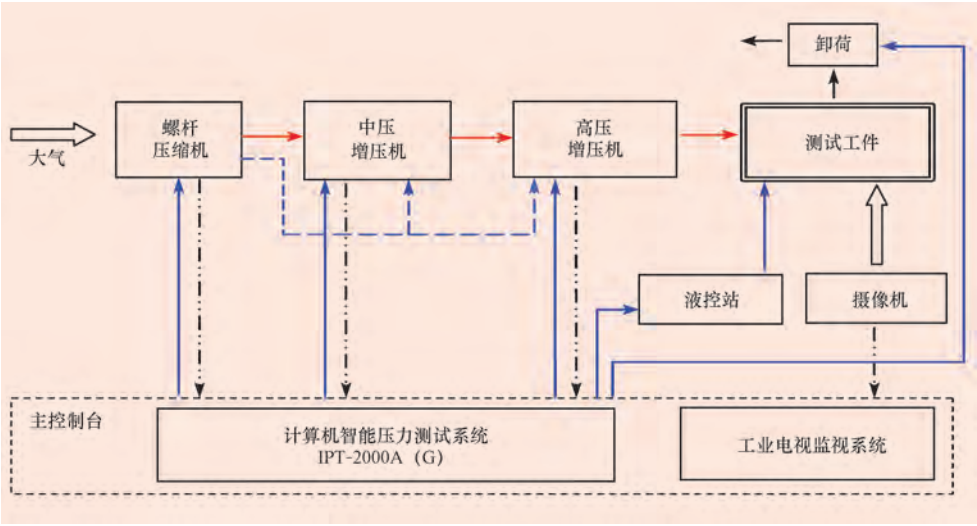 卸荷
大气
螺杆
压缩机
中压
增压机
高压
增压机
测试工件
液控站
摄像机
主控制台
计算机智能压力测试系统
IPT-2000A（G）
工业电视监视系统